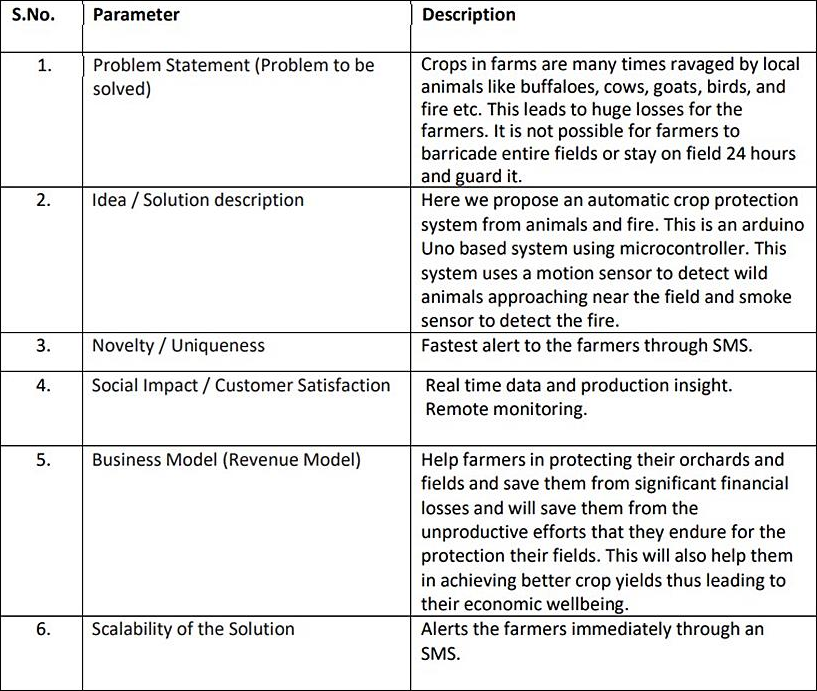 S.No. Parameter Description
1. Problem Statement (Problem to be solved) Crops in farms are many times ravaged by local
animals like buffaloes, cows, goats, birds, and
fire etc. This leads to huge losses for the
farmers. It is not possible for farmers to
barricade entire fields or stay on field 24 hours
and guard it.
2. Idea / Solution description Here we propose an automatic crop protection
system from animals and fire. This is an arduino
Uno based system using microcontroller. This
system uses a motion sensor to detect wild
animals approaching near the field and smoke
sensor to detect the fire.
3. Novelty / Uniqueness Fastest alert to the farmers through SMS.
4. Social Impact / Customer Satisfaction Real time data and production insight.
Remote monitoring.
5. Business Model (Revenue Model) Help farmers in protecting their orchards and
fields and save them from significant financial
losses and will save them from the
unproductive efforts that they endure for the
protection their fields. This will also help them
in achieving better crop yields thus leading to
their economic wellbeing.
6. Scalability of the Solution Alerts the farmers immediately through an
SMS.